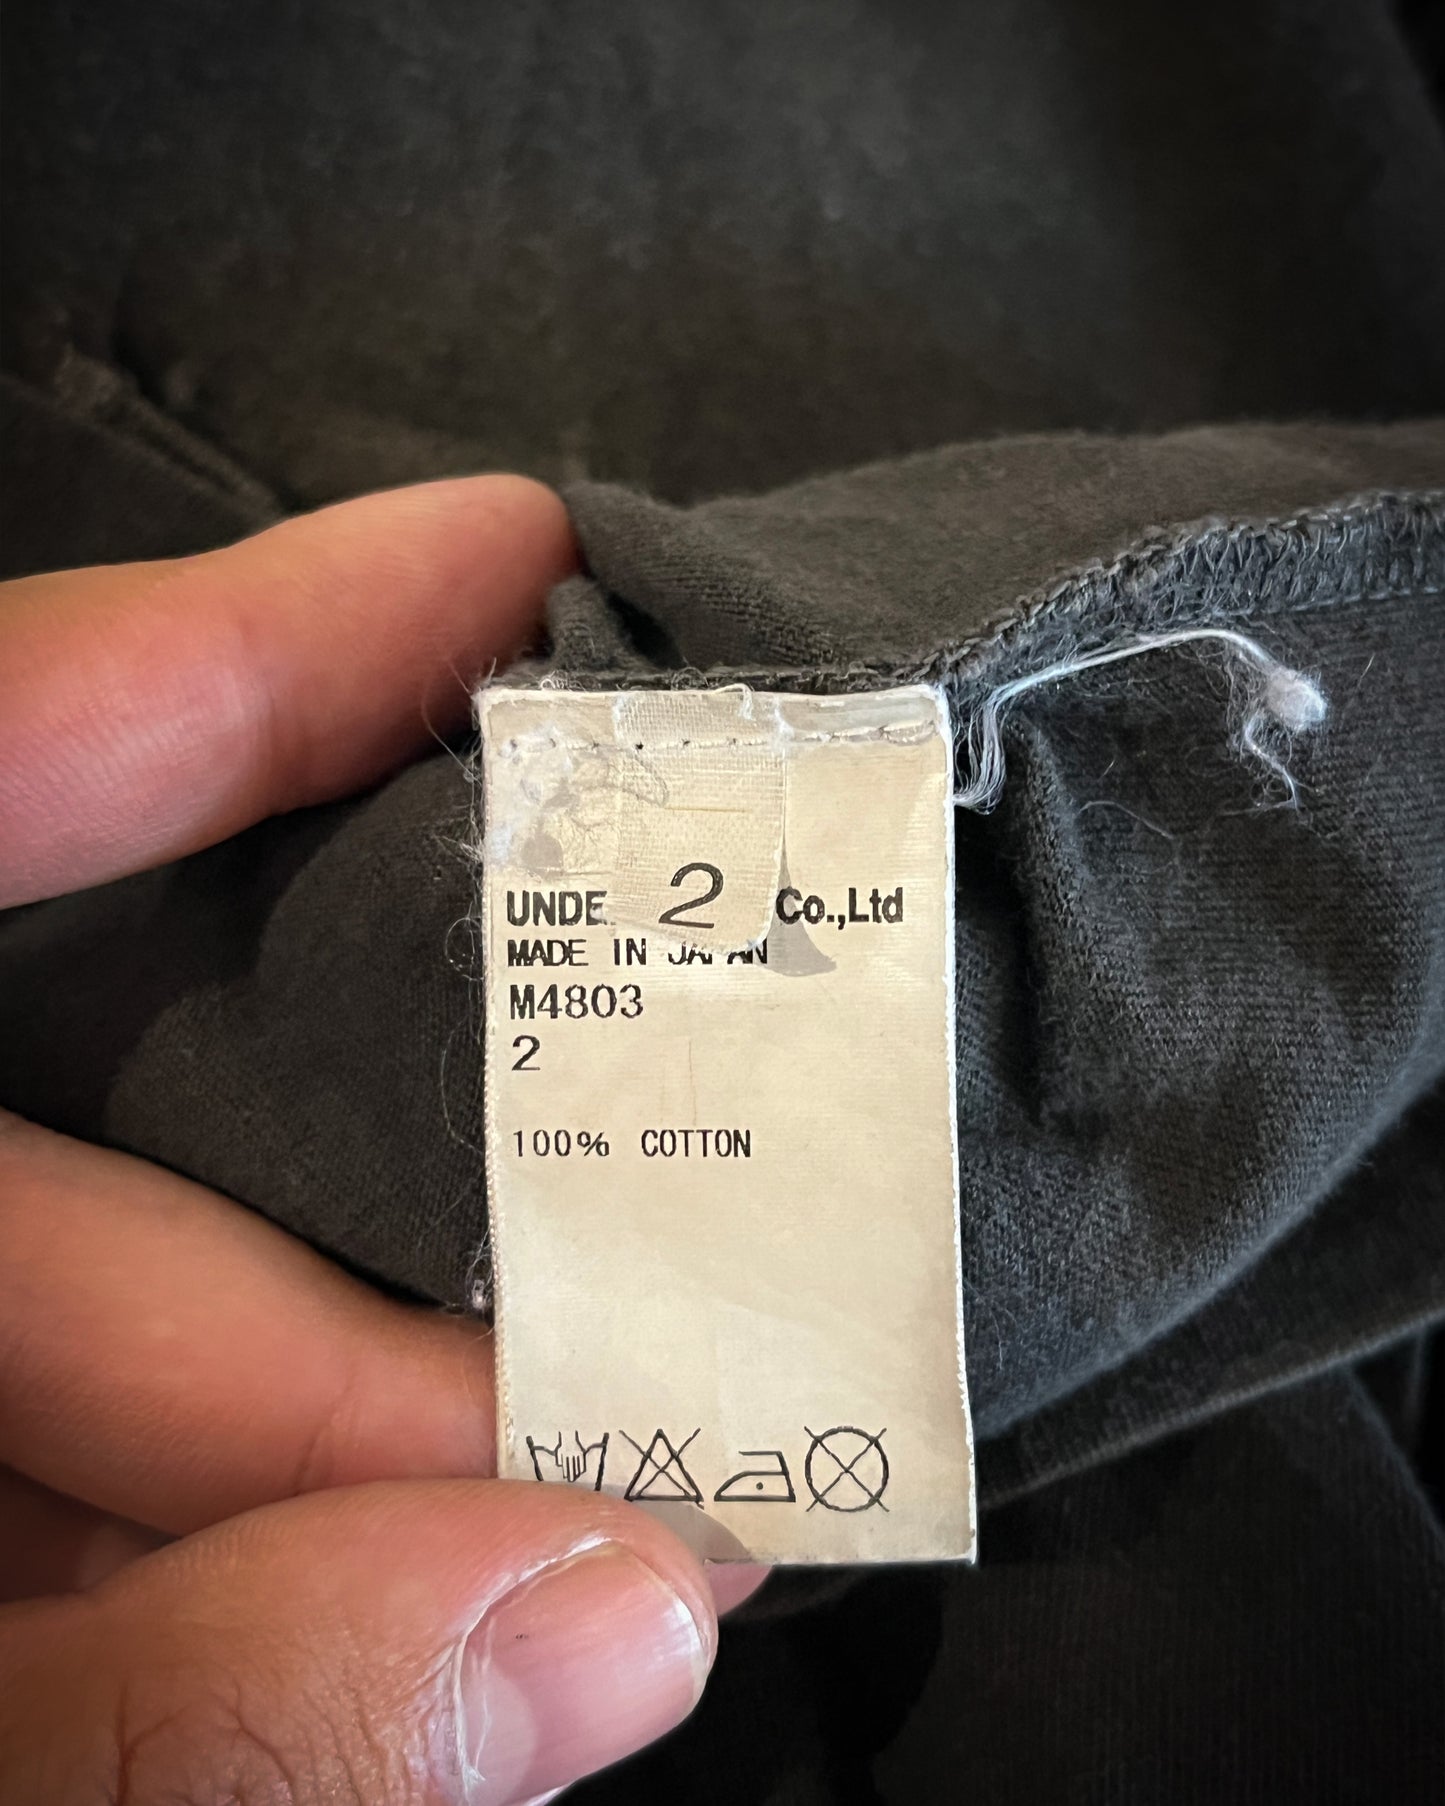 2
UNDE Co.,Ltd
MADE IN JAPAN
M4803
2
100% COTTON